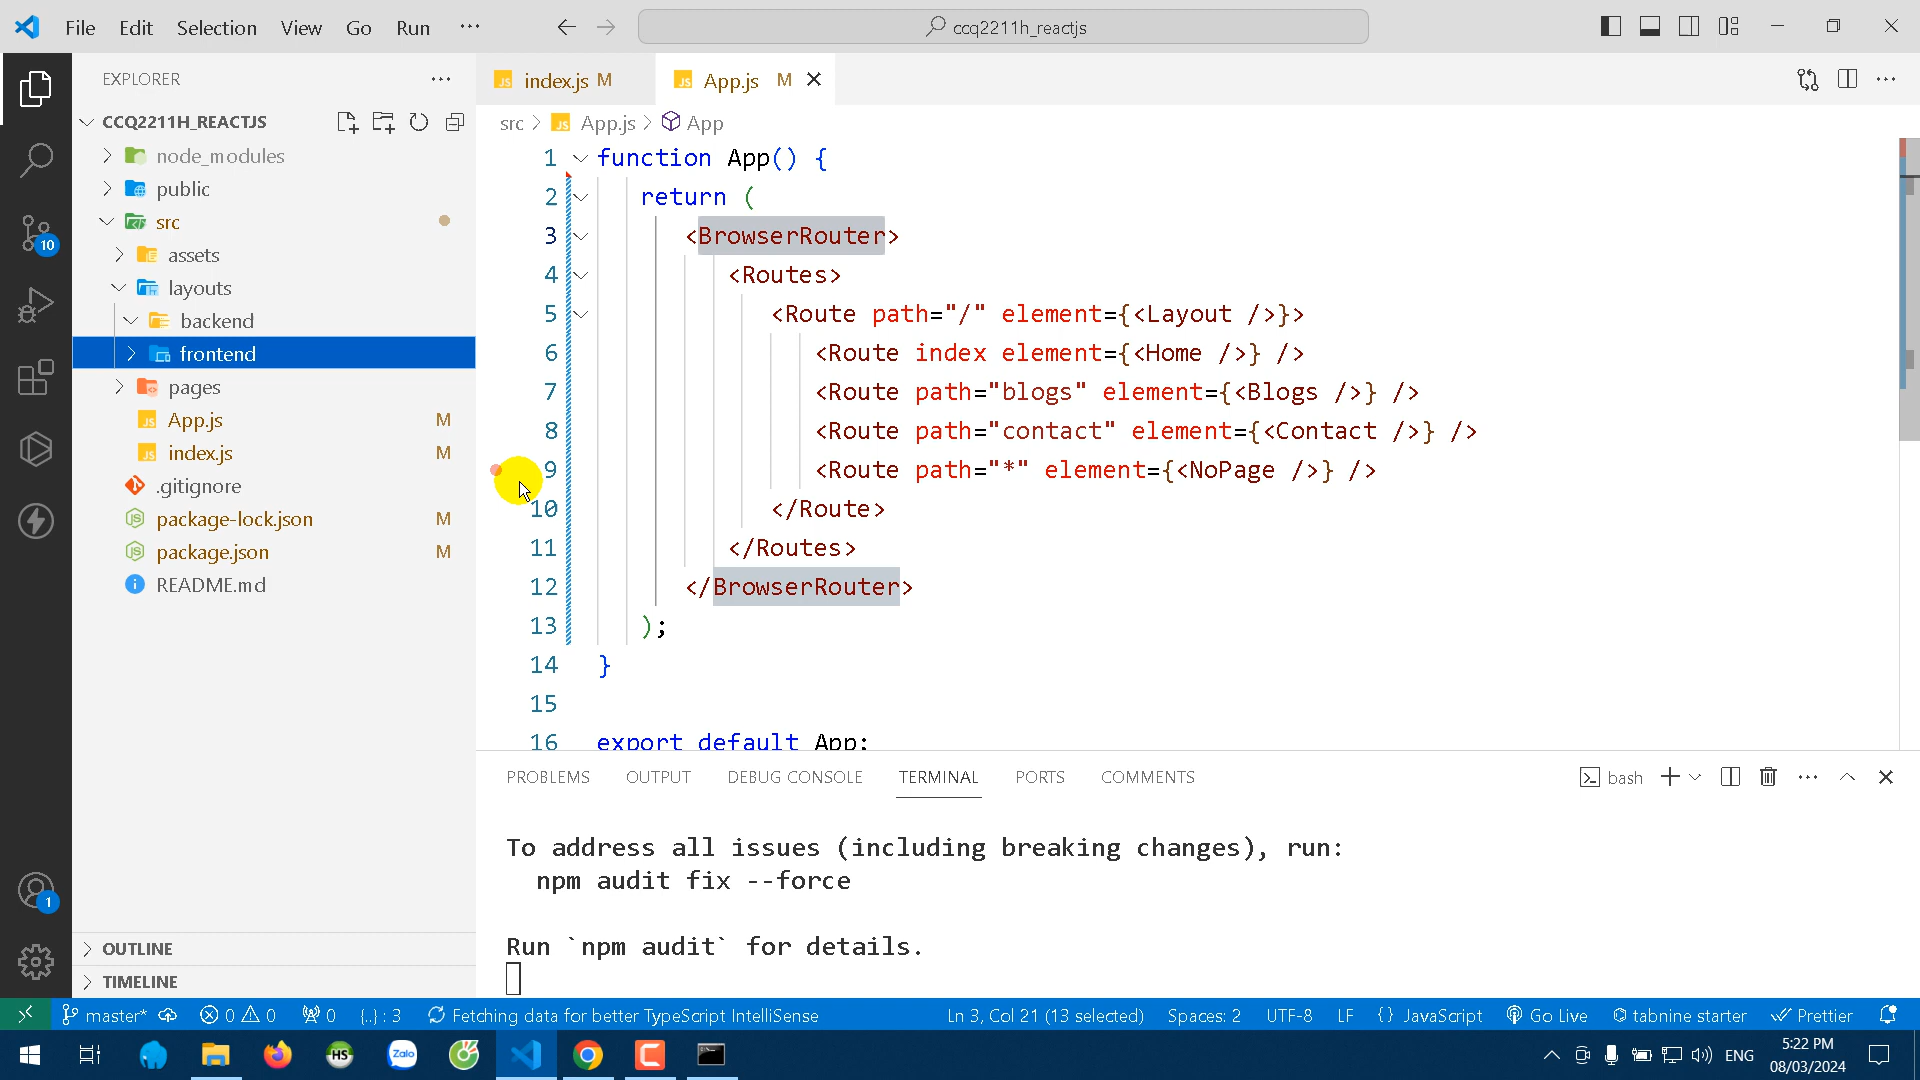 File Edit Selection View Go Run ···
ccq2211h_reactjs
EXPLORER ···
CCQ2211H_REACTJS
node_modules
public
src
assets
layouts
backend
frontend
pages
App.js M
index.js M
.gitignore
package-lock.json M
package.json M
README.md
OUTLINE
TIMELINE
10
1
index.js M
App.js M
src > App.js > App
1 function App() {
2 return (
3 <BrowserRouter>
4 <Routes>
5 <Route path="/" element={<Layout />}>
6 <Route index element={<Home />} />
7 <Route path="blogs" element={<Blogs />} />
8 <Route path="contact" element={<Contact />} />
9 <Route path="*" element={<NoPage />} />
10 </Route>
11 </Routes>
12 </BrowserRouter>
13 );
14 }
15
16 export default App;
PROBLEMS OUTPUT DEBUG CONSOLE TERMINAL PORTS COMMENTS
bash
To address all issues (including breaking changes), run:
npm audit fix --force
Run `npm audit` for details.
master* 0 0 0 {..} : 3 Fetching data for better TypeScript IntelliSense
Ln 3, Col 21 (13 selected) Spaces: 2 UTF-8 LF {} JavaScript Go Live tabnine starter Prettier
HS
Zalo
ENG
5:22 PM
08/03/2024